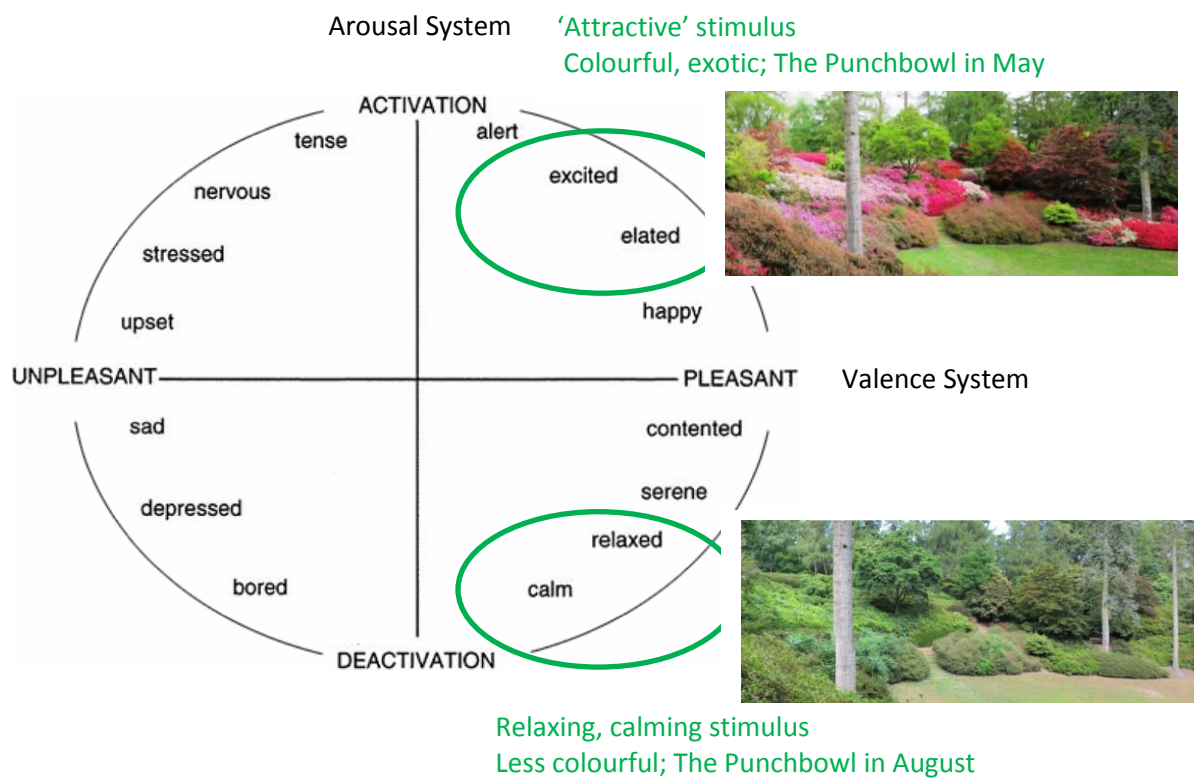 Arousal System ‘Attractive’ stimulus
Colourful, exotic; The Punchbowl in May
ACTIVATION
tense
alert
nervous
excited
stressed
elated
upset
happy
UNPLEASANT
PLEASANT
Valence System
sad
contented
depressed
serene
relaxed
bored
calm
DEACTIVATION
Relaxing, calming stimulus
Less colourful; The Punchbowl in August